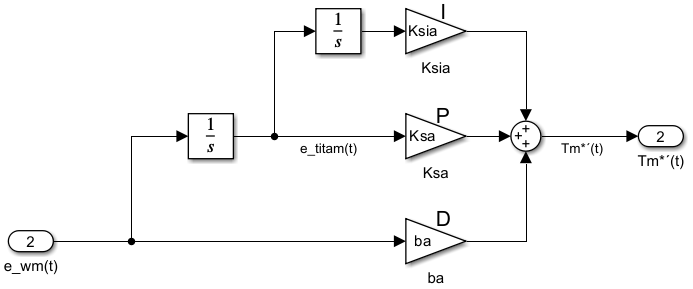 I
1
s
Ksia
Ksia
P
1
s
e_titam(t)
Ksa
Ksa
+
+
+
Tm*´(t)
2
Tm*´(t)
D
2
e_wm(t)
ba
ba